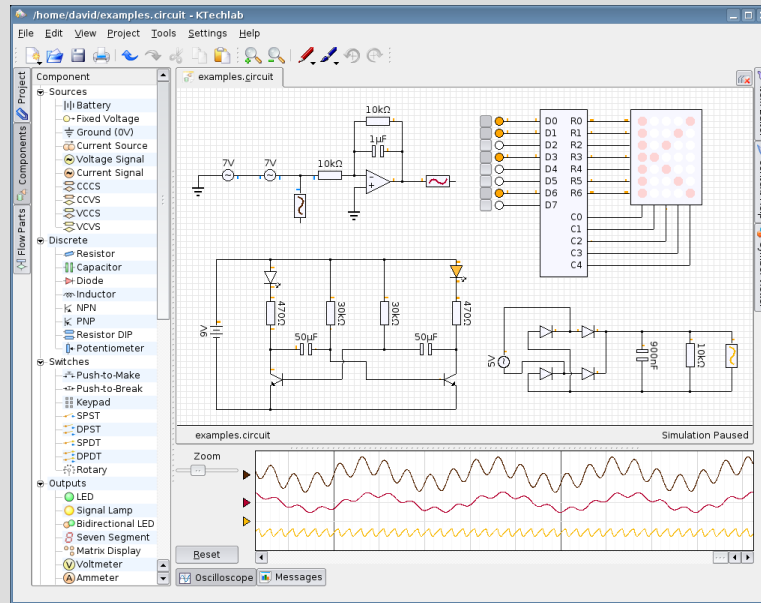 /home/david/examples.circuit - KTechlab
File Edit View Project Tools Settings Help
Project
Components
Flow Parts
Component
Sources
Battery
Fixed Voltage
Ground (0V)
Current Source
Voltage Signal
Current Signal
CCCS
CCVS
VCCS
VCVS
Discrete
Resistor
Capacitor
Diode
Inductor
NPN
PNP
Resistor DIP
Potentiometer
Switches
Push-to-Make
Push-to-Break
Keypad
SPST
DPST
SPDT
DPDT
Rotary
Outputs
LED
Signal Lamp
Bidirectional LED
Seven Segment
Matrix Display
Voltmeter
Ammeter
examples.circuit
10kΩ
1μF
7V 7V 10kΩ
D0 R0
D1 R1
D2 R2
D3 R3
D4 R4
D5 R5
D6 R6
D7
C0
C1
C2
C3
C4
470Ω 30kΩ 30kΩ 470Ω
9V
50μF 50μF
5V
900nF
10kΩ
examples.circuit Simulation Paused
Zoom
Reset
Oscilloscope Messages